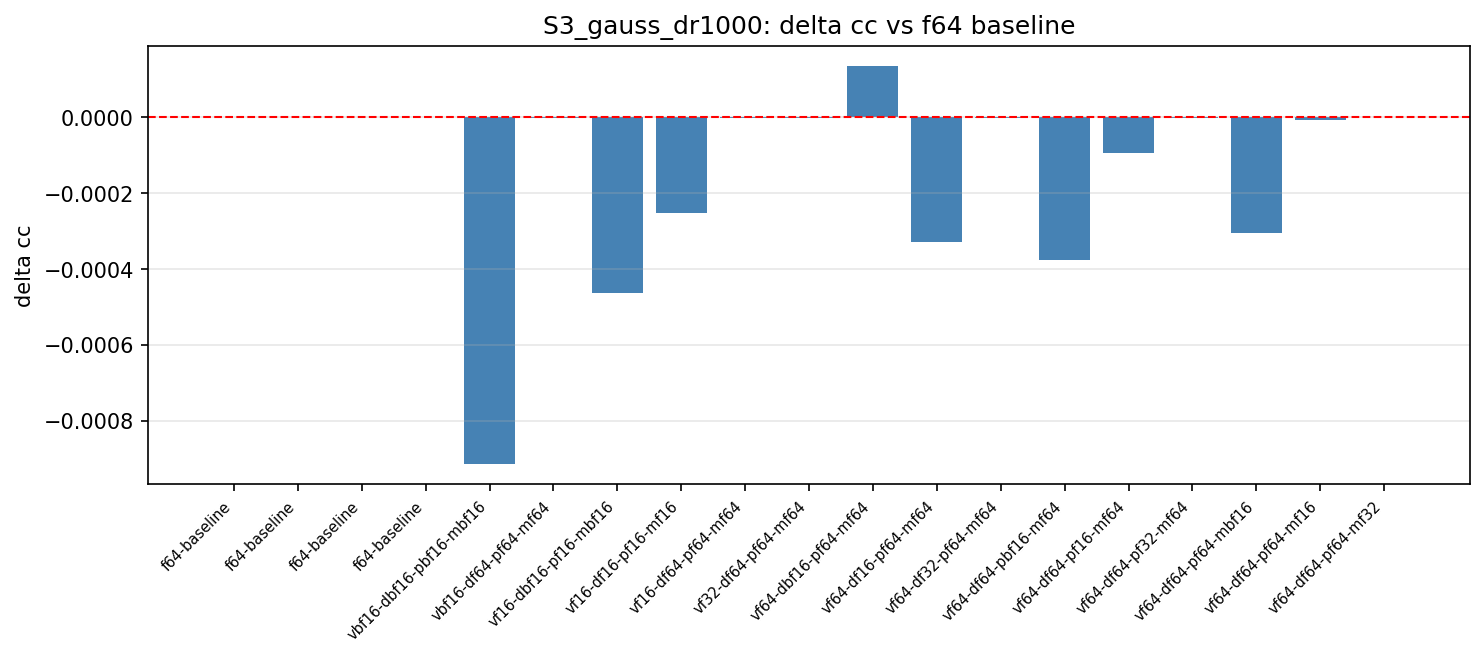 S3_gauss_dr1000: delta cc vs f64 baseline
delta cc
0.0000
−0.0002
−0.0004
−0.0006
−0.0008
f64-baseline
f64-baseline
f64-baseline
f64-baseline
vbf16-dbf16-pbf16-mbf16
vbf16-df64-pf64-mf64
vf16-dbf16-pf16-mbf16
vf16-df16-pf16-mf16
vf16-df64-pf64-mf64
vf32-df64-pf64-mf64
vf64-dbf16-pf64-mf64
vf64-df16-pf64-mf64
vf64-df32-pf64-mf64
vf64-df64-pbf16-mf64
vf64-df64-pf16-mf64
vf64-df64-pf32-mf64
vf64-df64-pf64-mbf16
vf64-df64-pf64-mf16
vf64-df64-pf64-mf32